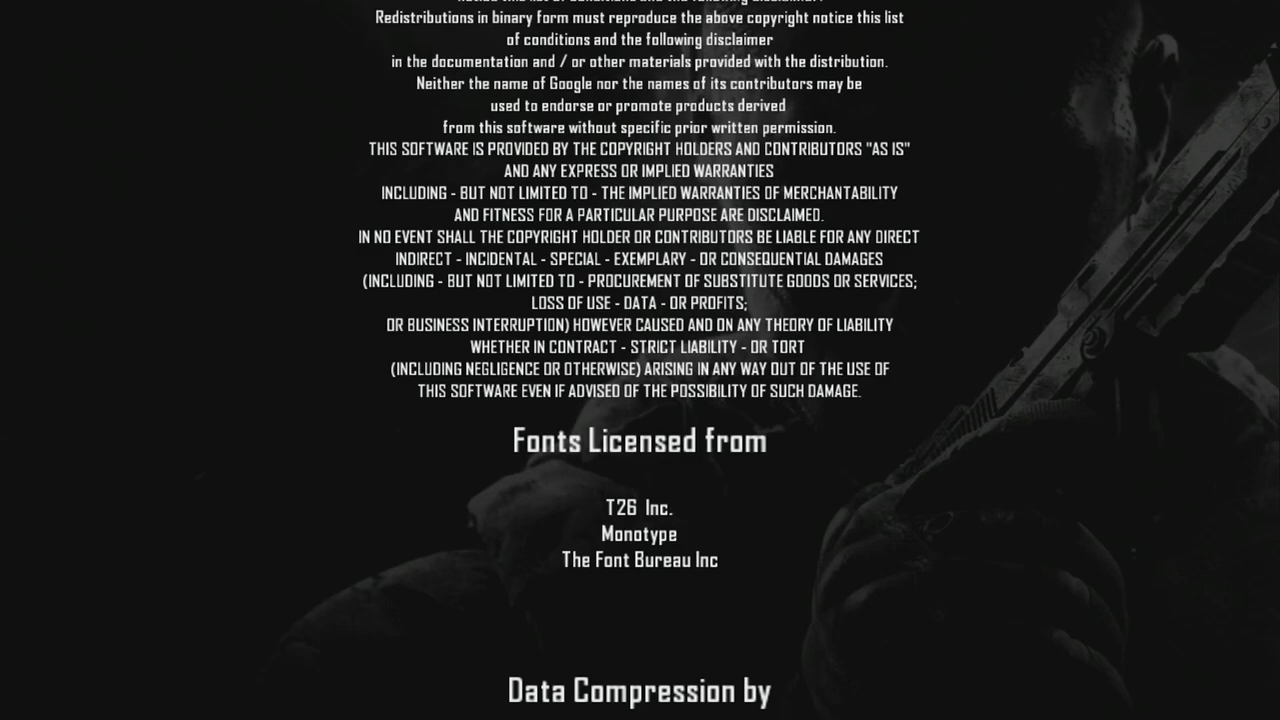 notice this list of conditions and the following disclaimer.
Redistributions in binary form must reproduce the above copyright notice this list
of conditions and the following disclaimer
in the documentation and / or other materials provided with the distribution.
Neither the name of Google nor the names of its contributors may be
used to endorse or promote products derived
from this software without specific prior written permission.
THIS SOFTWARE IS PROVIDED BY THE COPYRIGHT HOLDERS AND CONTRIBUTORS "AS IS"
AND ANY EXPRESS OR IMPLIED WARRANTIES
INCLUDING - BUT NOT LIMITED TO - THE IMPLIED WARRANTIES OF MERCHANTABILITY
AND FITNESS FOR A PARTICULAR PURPOSE ARE DISCLAIMED.
IN NO EVENT SHALL THE COPYRIGHT HOLDER OR CONTRIBUTORS BE LIABLE FOR ANY DIRECT
INDIRECT - INCIDENTAL - SPECIAL - EXEMPLARY - OR CONSEQUENTIAL DAMAGES
(INCLUDING - BUT NOT LIMITED TO - PROCUREMENT OF SUBSTITUTE GOODS OR SERVICES;
LOSS OF USE - DATA - OR PROFITS;
OR BUSINESS INTERRUPTION) HOWEVER CAUSED AND ON ANY THEORY OF LIABILITY
WHETHER IN CONTRACT - STRICT LIABILITY - OR TORT
(INCLUDING NEGLIGENCE OR OTHERWISE) ARISING IN ANY WAY OUT OF THE USE OF
THIS SOFTWARE EVEN IF ADVISED OF THE POSSIBILITY OF SUCH DAMAGE.
Fonts Licensed from
T26 Inc.
Monotype
The Font Bureau Inc
Data Compression by